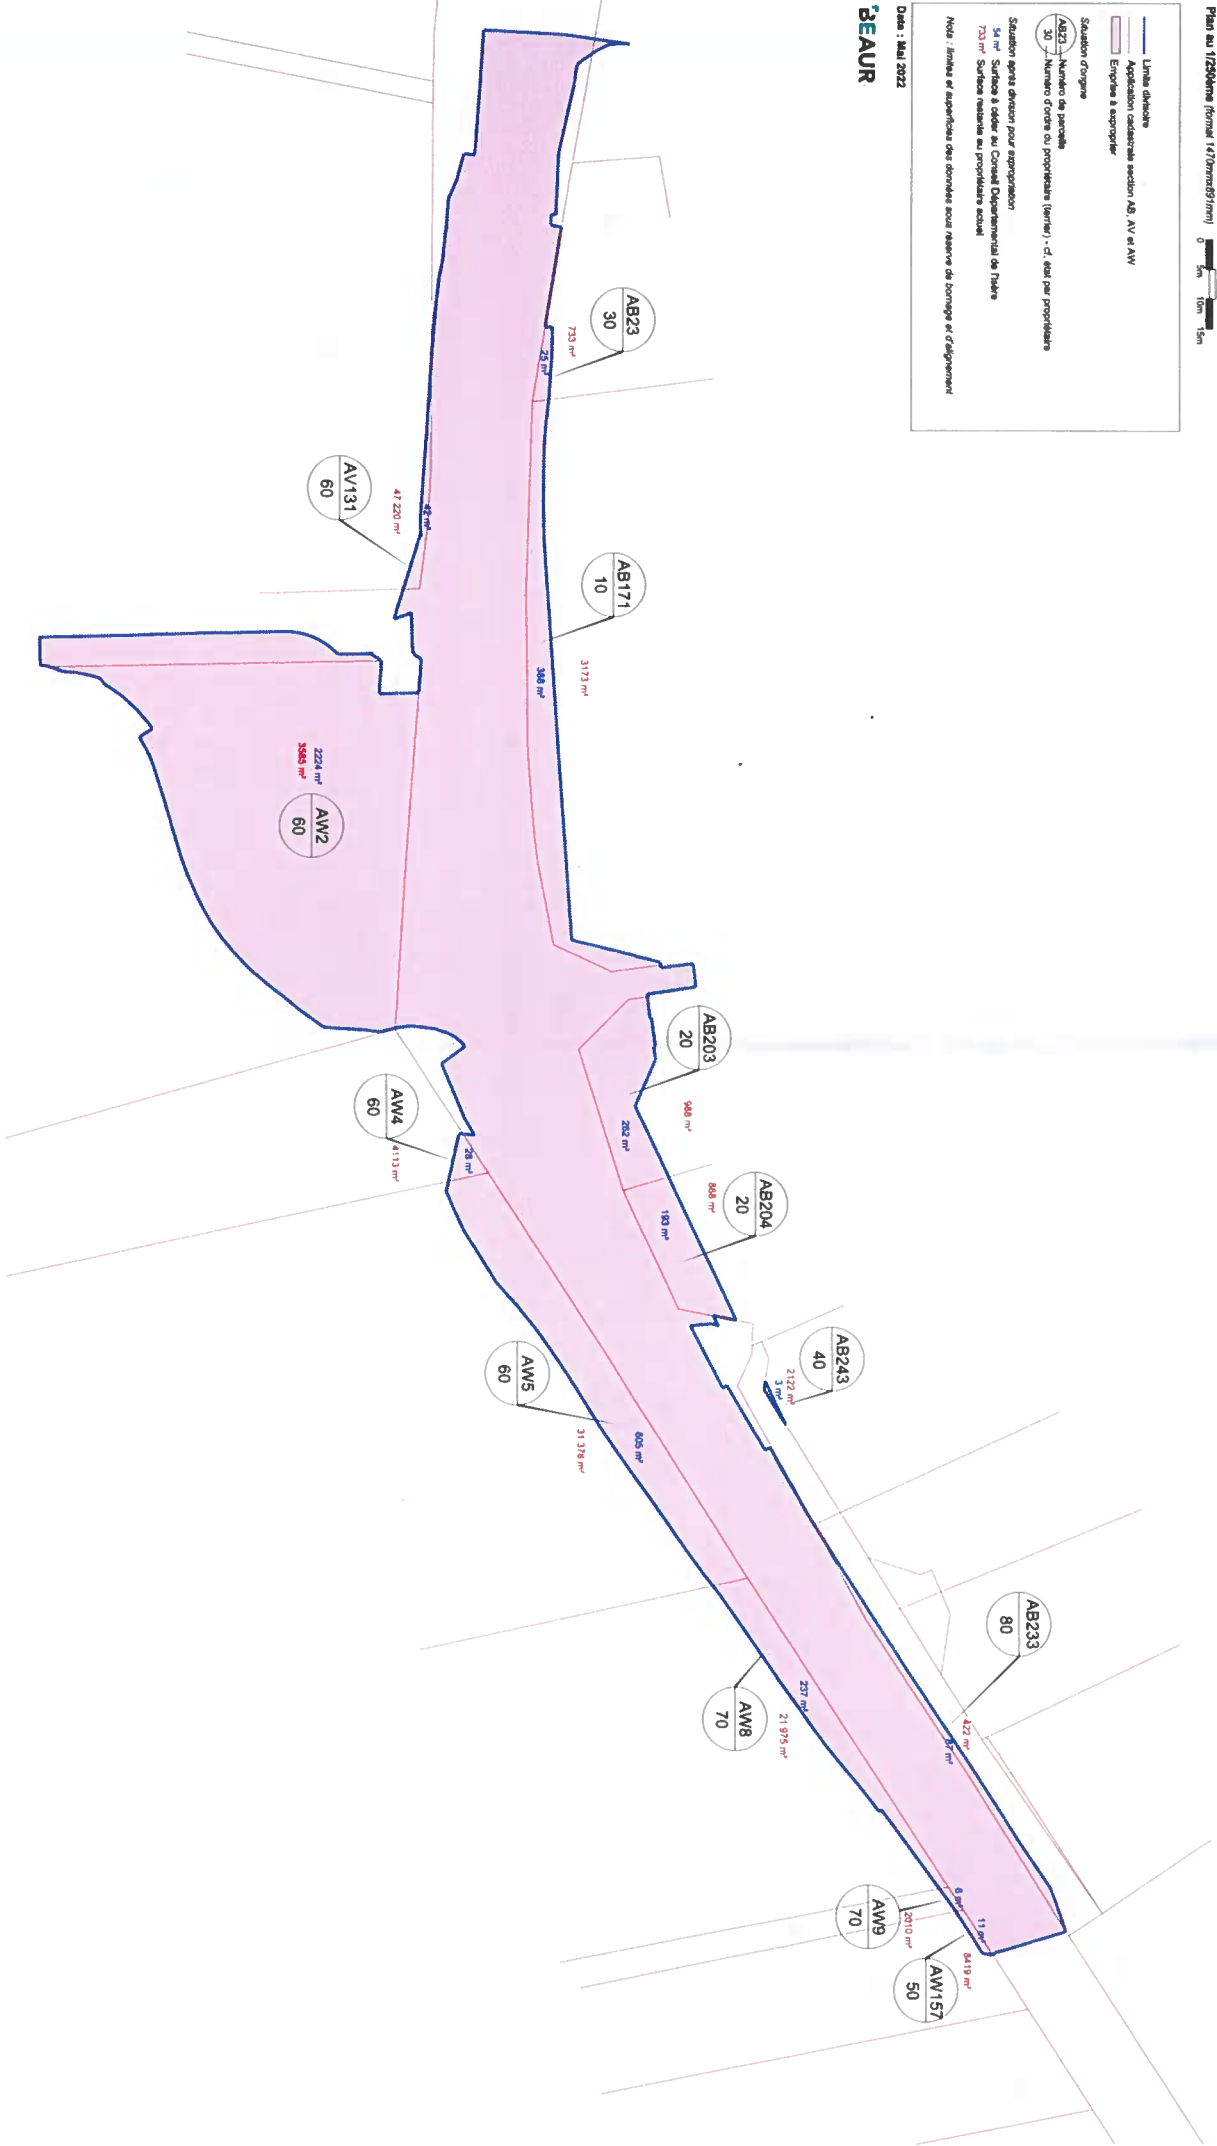 Plan au 1/250ème (format 1470mmx891mm)
0 5m 10m 15m
Limite divisoire
Application cadastrale section AB, AV et AW
Emprise à exproprier
Situation d'origine
AB23 Numéro de parcelle
30 Numéro d'ordre du propriétaire (terrier) - cf. état par propriétaire
Situation après division pour expropriation
54 m² Surface à céder au Conseil Départemental de l'Isère
733 m² Surface restante au propriétaire actuel
Nota : limites et superficies des données sous réserve de bornage et d'alignement
Date : Mai 2022
BEAUR
AB23
30
733 m²
25 m²
AV131
60
47 220 m²
42 m²
AB171
10
3173 m²
388 m²
2224 m²
3585 m²
AW2
60
AB203
20
988 m²
282 m²
AW4
60
4113 m²
28 m²
AB204
20
868 m²
193 m²
AB243
40
2122 m²
3 m²
AW5
60
31 378 m²
805 m²
AB233
80
422 m²
87 m²
AW8
70
21 975 m²
237 m²
AW9
70
2010 m²
6 m²
11 m²
AW157
50
8419 m²